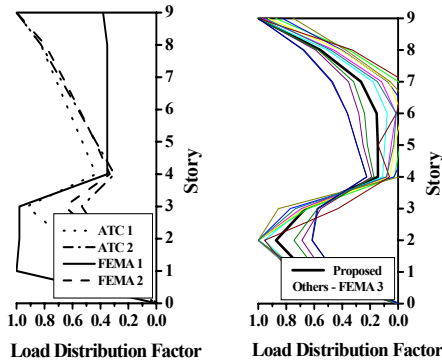 9
8
7
6
5
4
3
2
1
0
Story
ATC 1
ATC 2
FEMA 1
FEMA 2
1.0 0.8 0.6 0.4 0.2 0.0
Load Distribution Factor
9
8
7
6
5
4
3
2
1
0
Story
Proposed
Others - FEMA 3
1.0 0.8 0.6 0.4 0.2 0.0
Load Distribution Factor